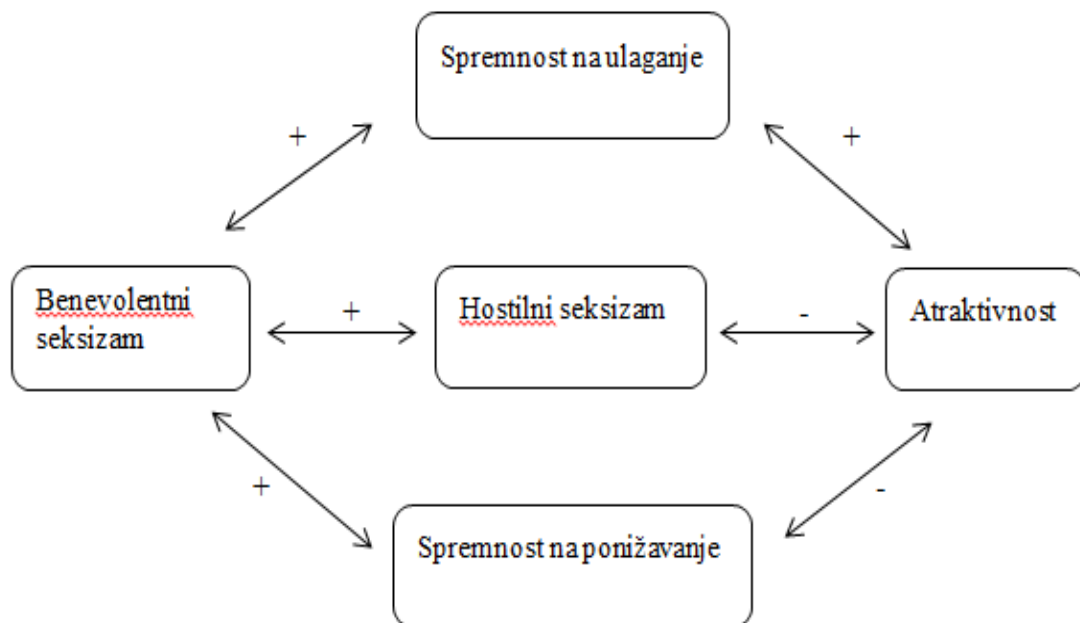 Spremnost na ulaganje
+
+
Benevolentni
seksizam
+
Hostilni seksizam
-
Atraktivnost
+
-
Spremnost na ponižavanje